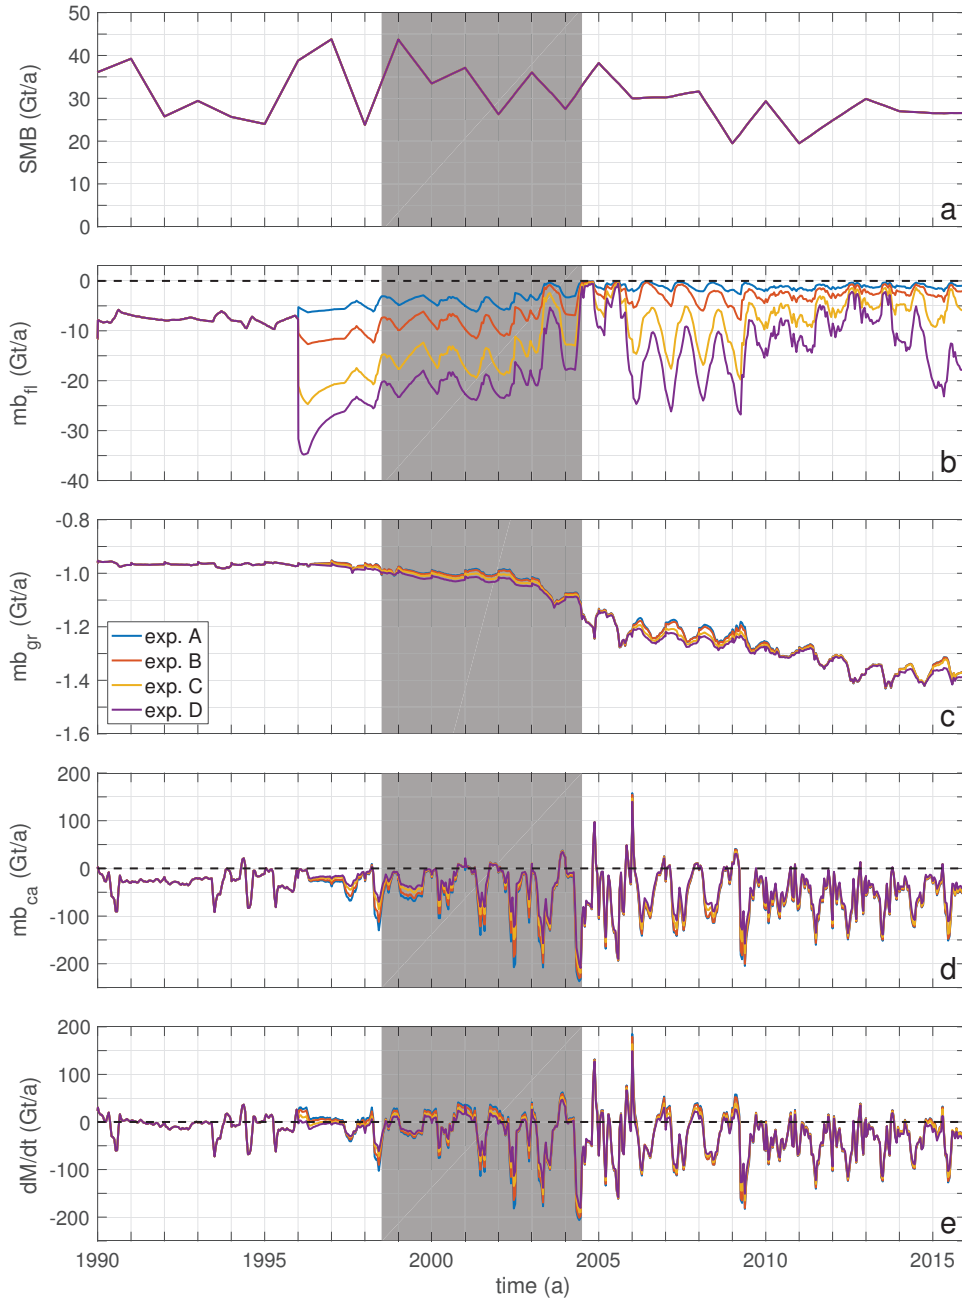 50
40
30
20
10
0
SMB (Gt/a)
a
0
-10
-20
-30
-40
mb_fl (Gt/a)
b
-0.8
-1.0
-1.2
-1.4
-1.6
mb_gr (Gt/a)
exp. A
exp. B
exp. C
exp. D
c
200
100
0
-100
-200
mb_ca (Gt/a)
d
200
100
0
-100
-200
dM/dt (Gt/a)
e
1990 1995 2000 2005 2010 2015
time (a)